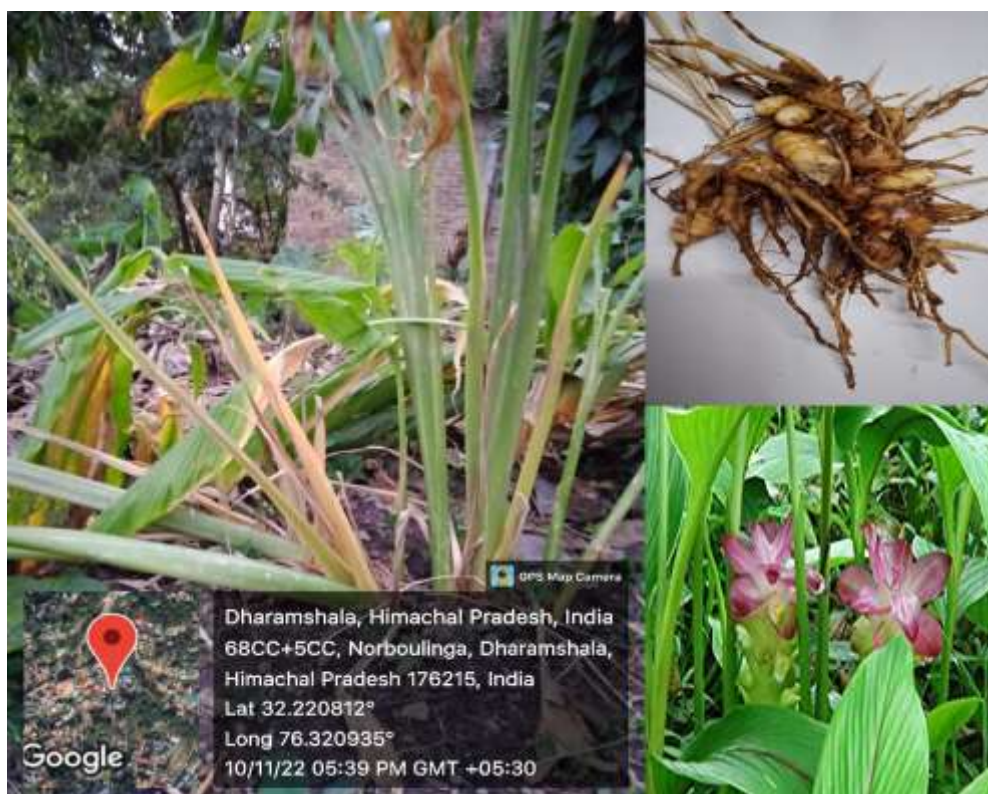 GPS Map Camera
Dharamshala, Himachal Pradesh, India
68CC+5CC, Norboulinga, Dharamshala,
Himachal Pradesh 176215, India
Lat 32.220812°
Long 76.320935°
10/11/22 05:39 PM GMT +05:30
Google